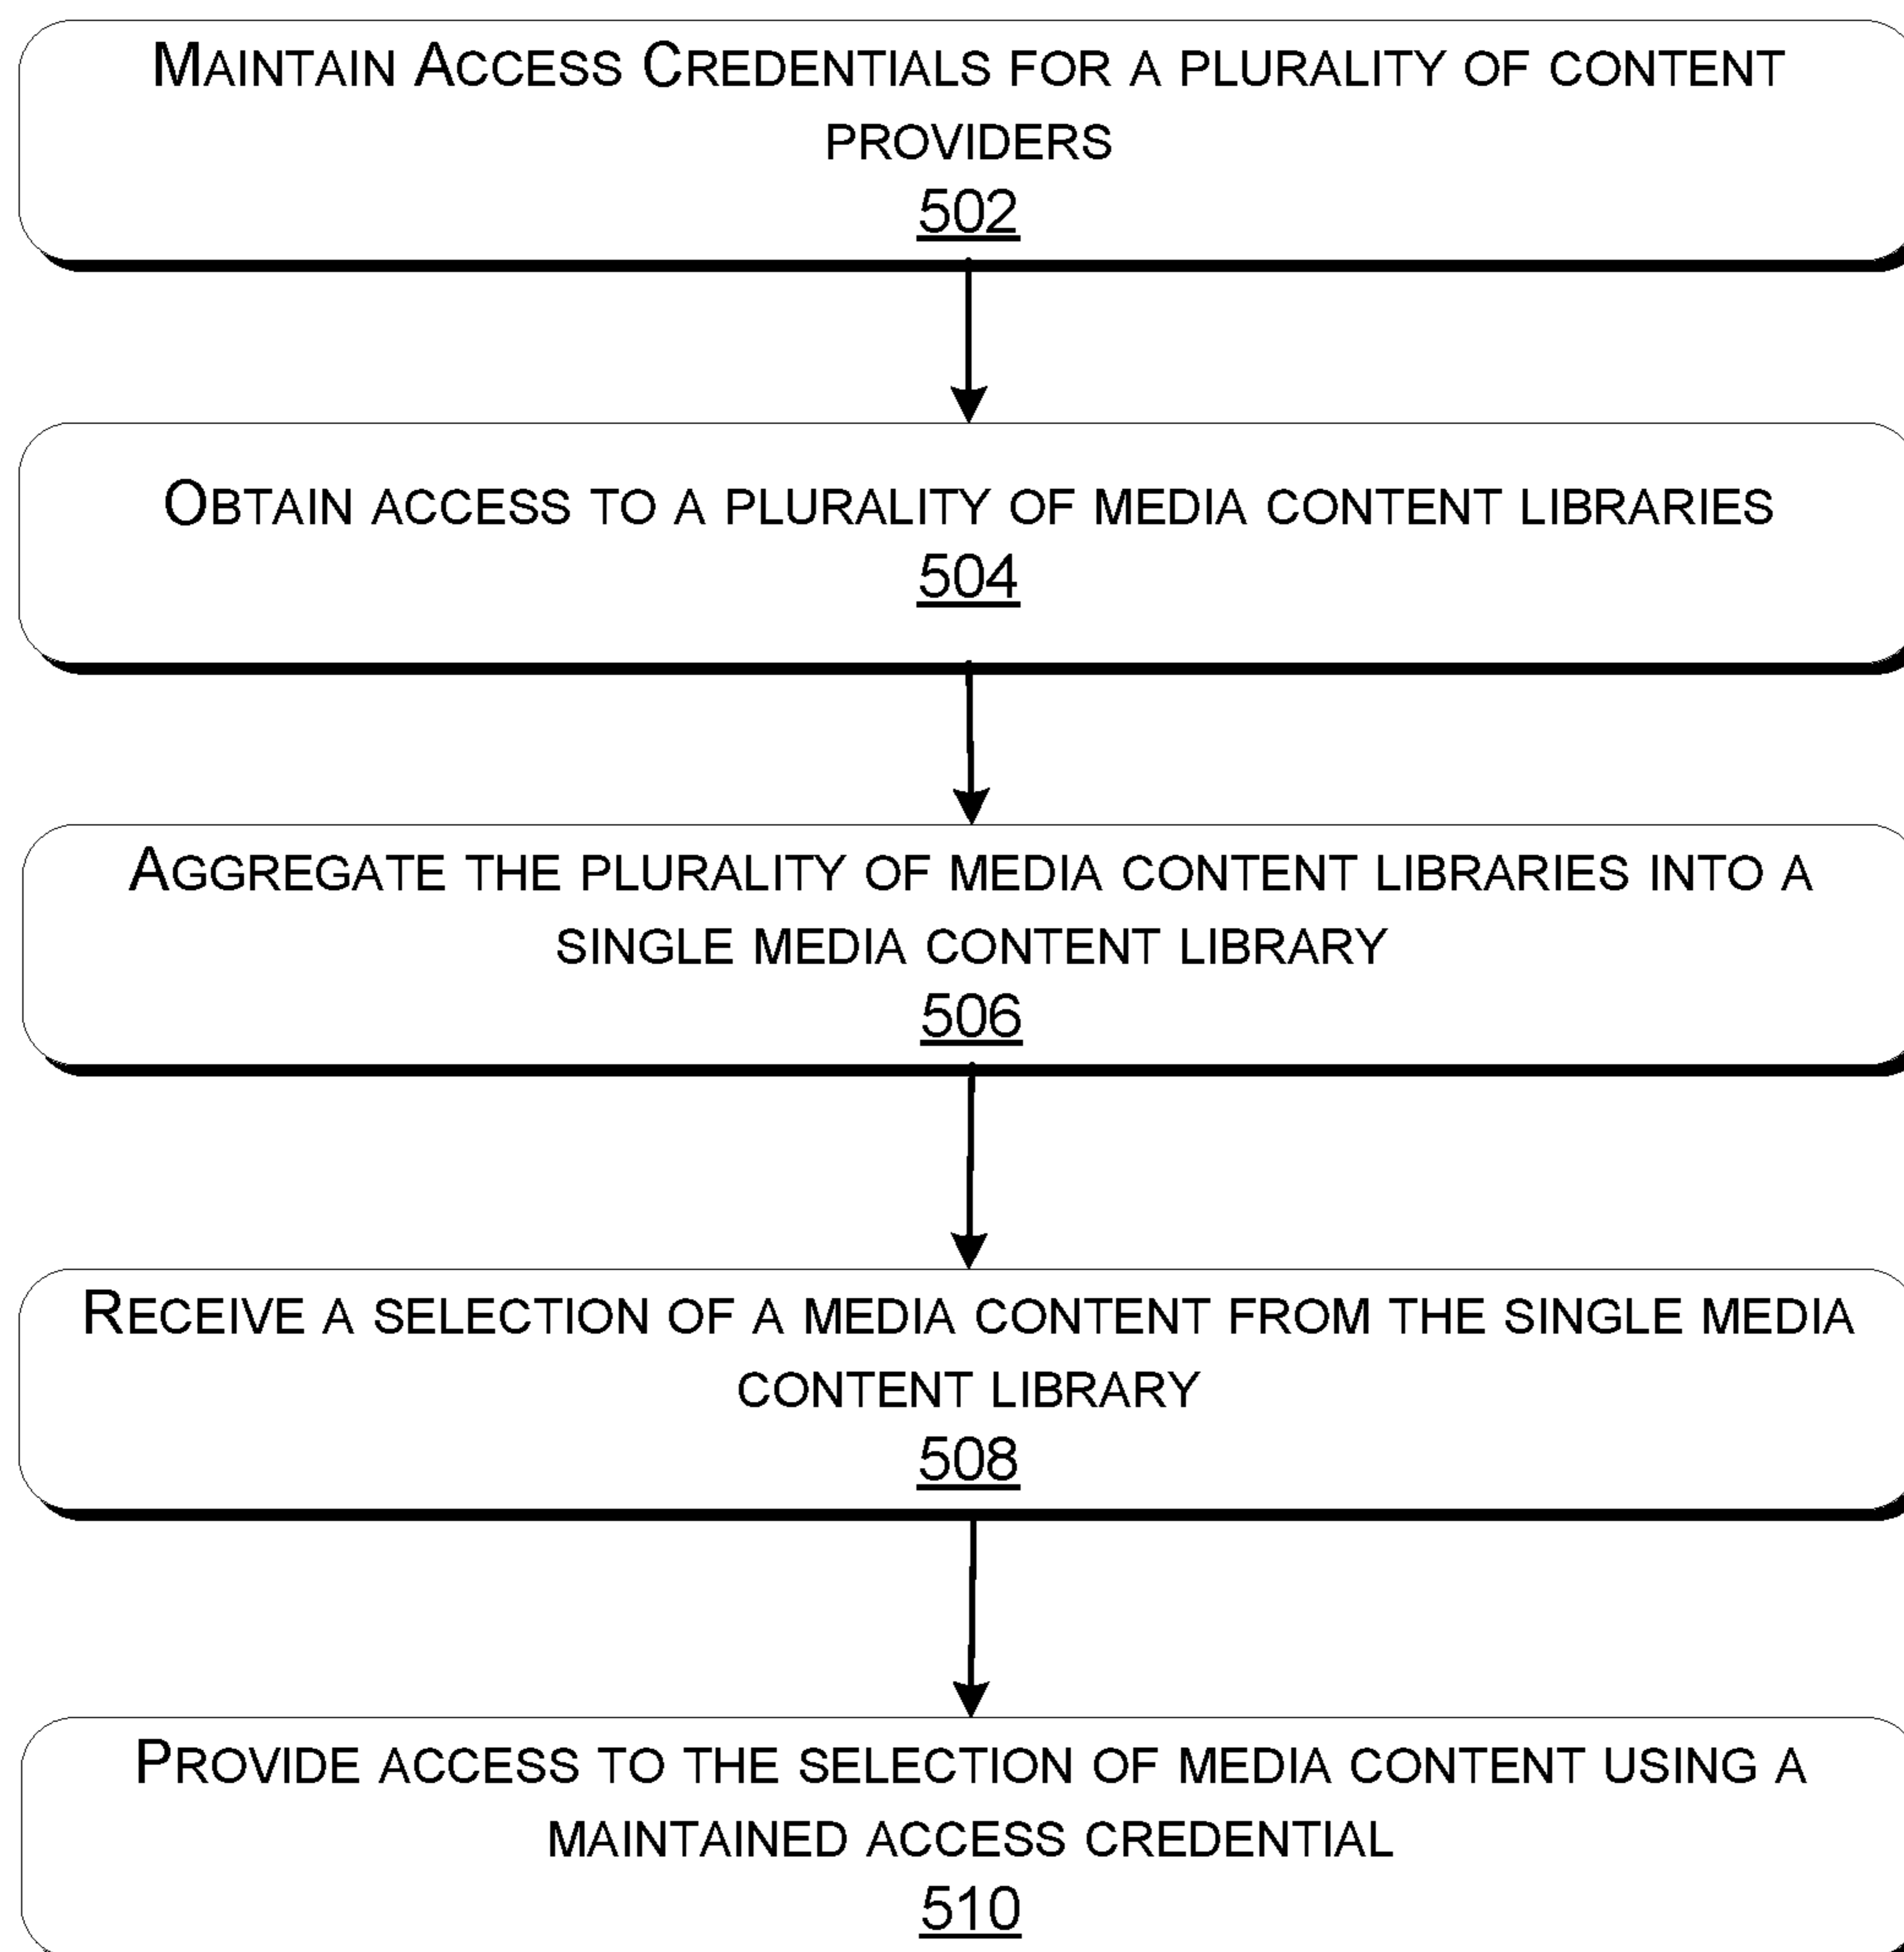 Maintain Access Credentials for a plurality of content
providers
502
Obtain access to a plurality of media content libraries
504
Aggregate the plurality of media content libraries into a
single media content library
506
Receive a selection of a media content from the single media
content library
508
Provide access to the selection of media content using a
maintained access credential
510